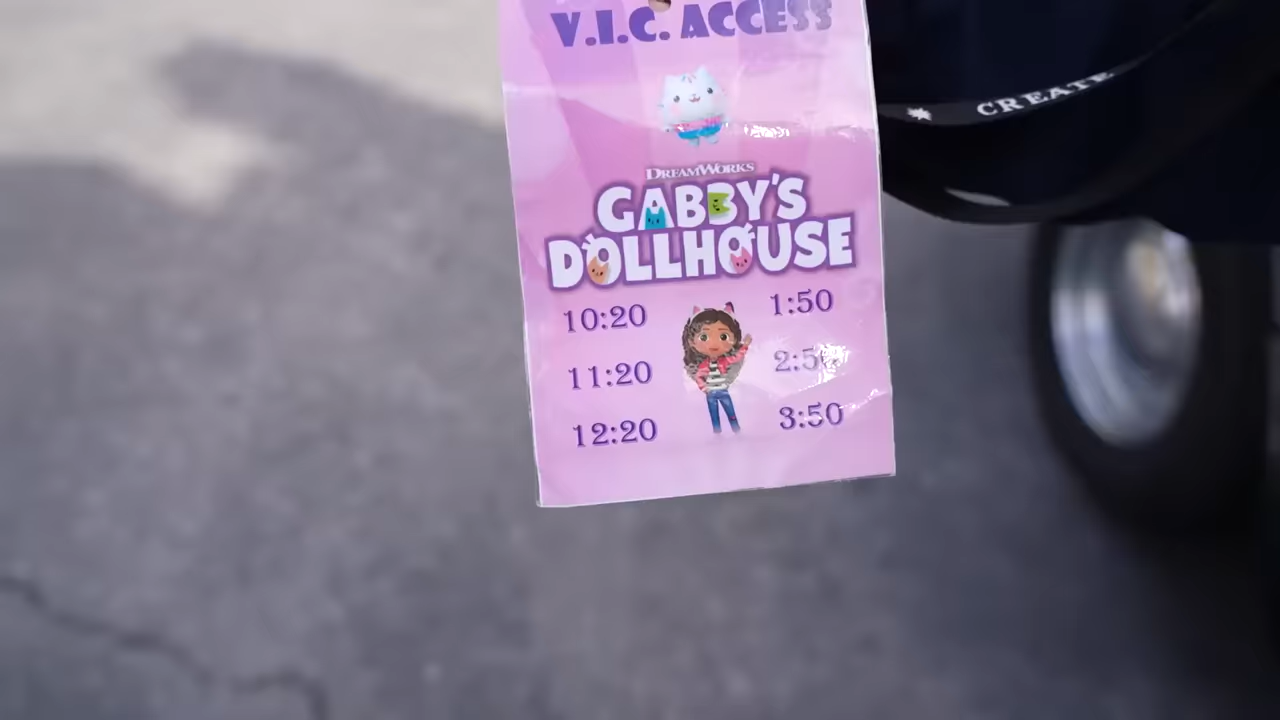 V.I.C. ACCESS
DREAMWORKS
GABBY'S
DOLLHOUSE
10:20
11:20
12:20
1:50
3:50
CREATE